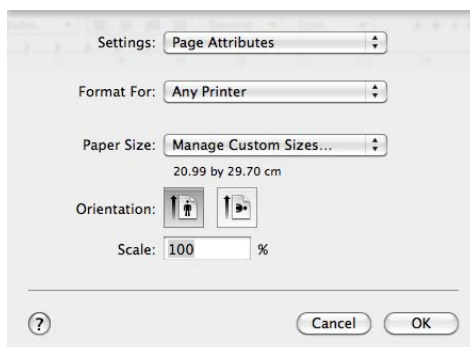 Settings: Page Attributes
Format For: Any Printer
Paper Size: Manage Custom Sizes...
20.99 by 29.70 cm
Orientation:
Scale: 100 %
? Cancel OK